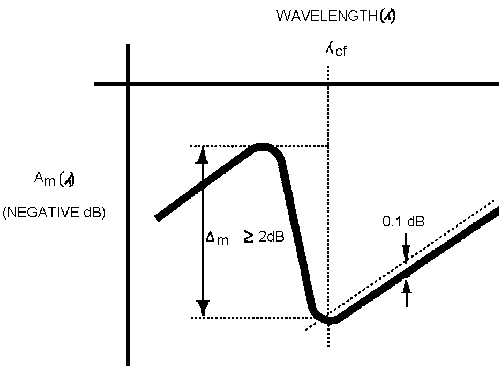 WAVELENGTH(λ)
λcf
Am(λ)
(NEGATIVE dB)
0.1 dB
Δm ≥ 2dB